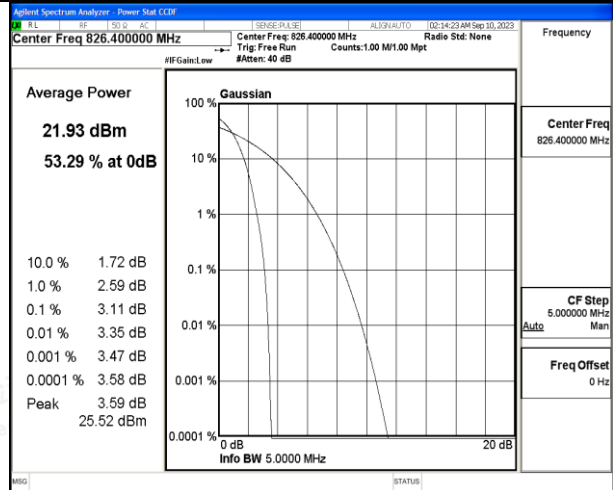 Agilent Spectrum Analyzer - Power Stat CCDF
RL RF 50 Ω AC SENSE:PULSE ALIGNAUTO 02:14:23 AM Sep 10, 2023
Center Freq 826.400000 MHz
Center Freq: 826.400000 MHz
Radio Std: None
Trig: Free Run Counts:1.00 M/1.00 Mpt
#IFGain:Low #Atten: 40 dB
Frequency
Average Power
21.93 dBm
53.29 % at 0dB
10.0 % 1.72 dB
1.0 % 2.59 dB
0.1 % 3.11 dB
0.01 % 3.35 dB
0.001 % 3.47 dB
0.0001 % 3.58 dB
Peak 3.59 dB
25.52 dBm
Gaussian
100 %
10 %
1 %
0.1 %
0.01 %
0.001 %
0.0001 %
0 dB 20 dB
Info BW 5.0000 MHz
Center Freq
826.400000 MHz
CF Step
5.000000 MHz
Auto Man
Freq Offset
0 Hz
MSG STATUS